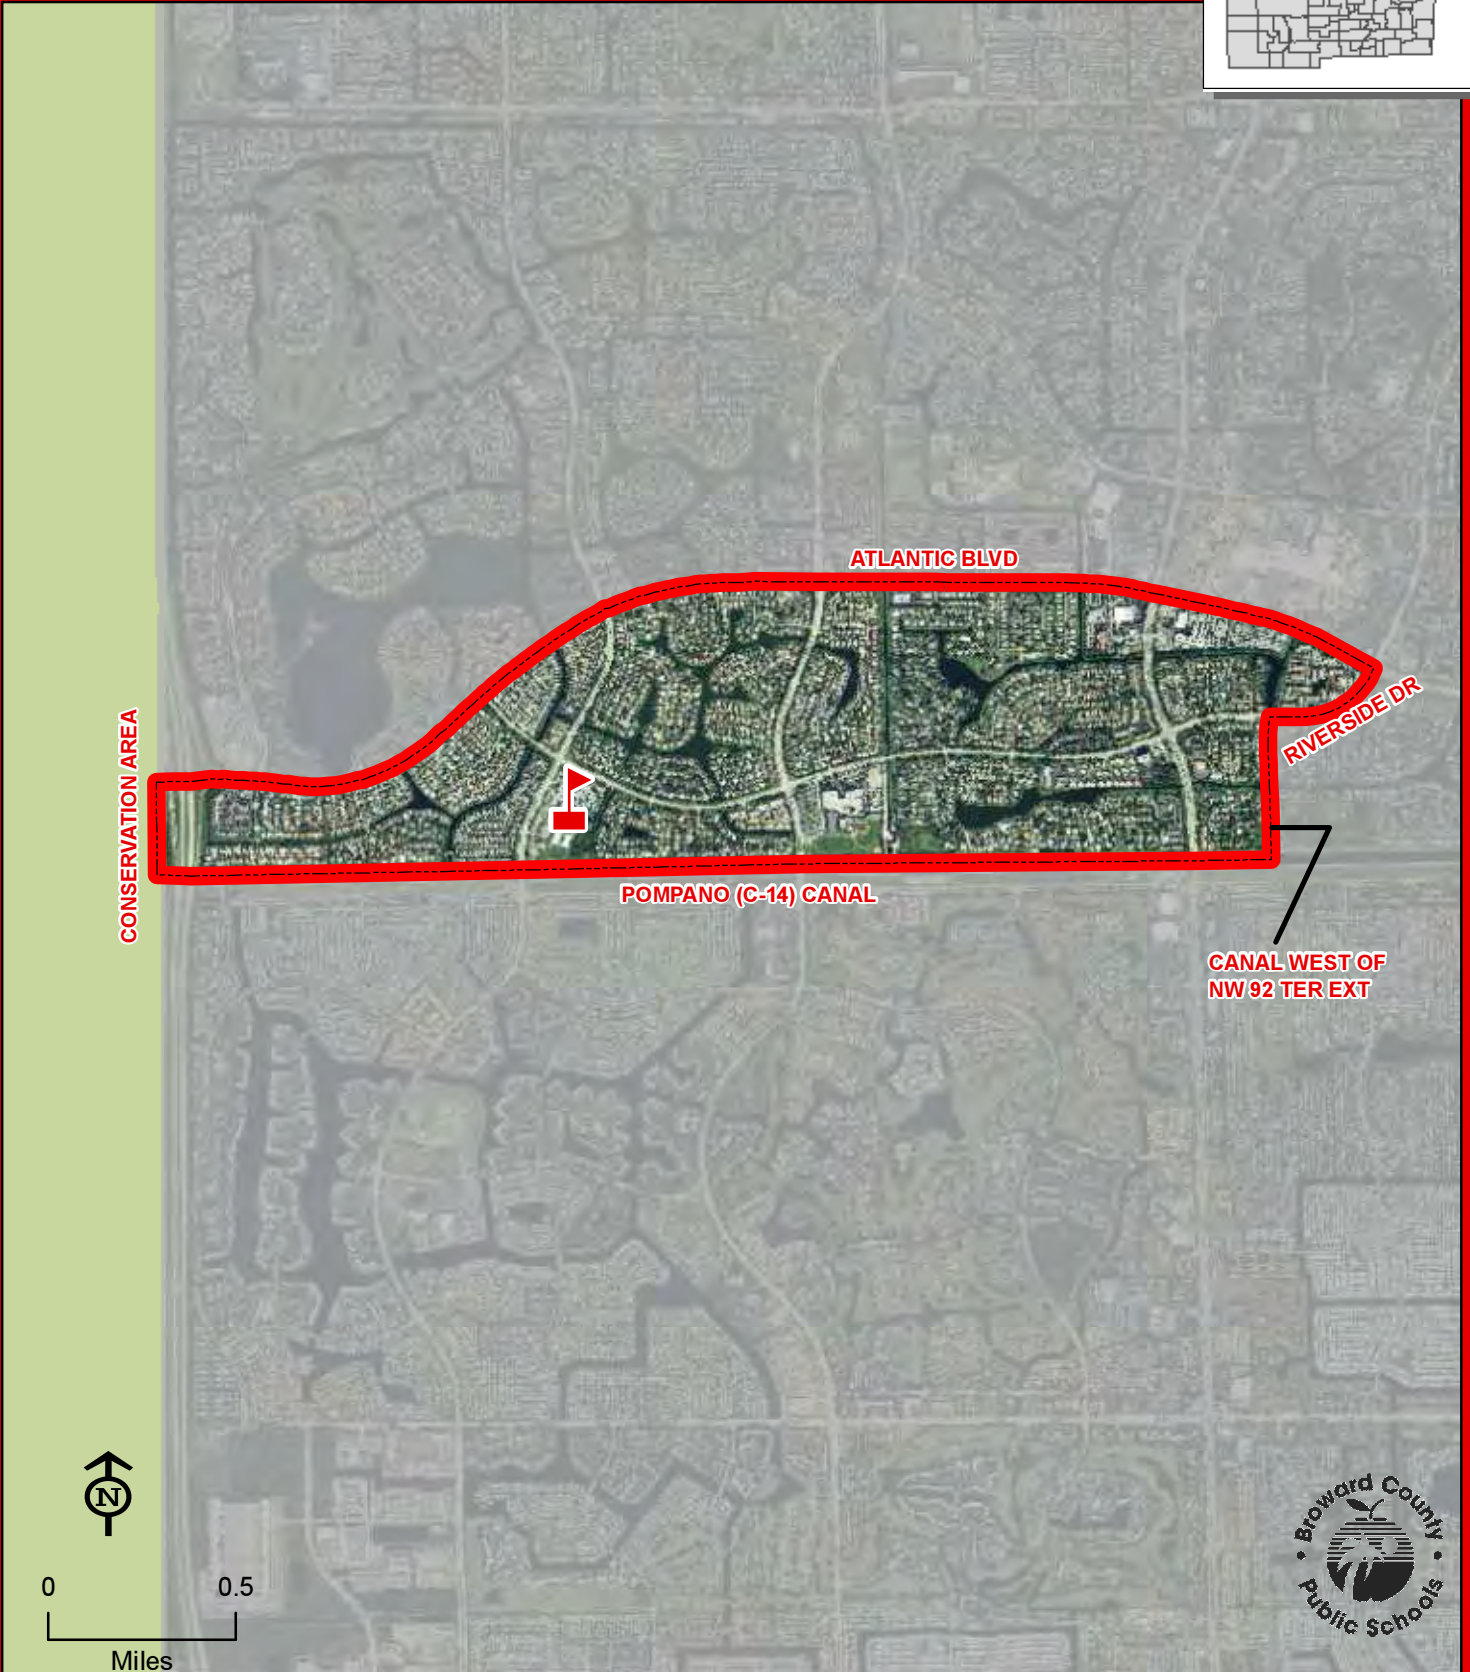 ATLANTIC BLVD
RIVERSIDE DR
CONSERVATION AREA
POMPANO (C-14) CANAL
CANAL WEST OF
NW 92 TER EXT
N
0 0.5
Miles
Broward County
Public Schools